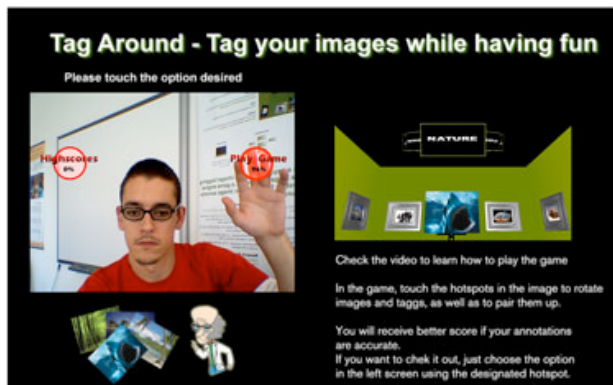 Tag Around - Tag your images while having fun
Please touch the option desired
Highscores
0%
Play Game
NATURE
Check the video to learn how to play the game
In the game, touch the hotspots in the image to rotate
images and taggs, as well as to pair them up.
You will receive better score if your annotations
are accurate.
If you want to chek it out, just choose the option
in the left screen using the designated hotspot.